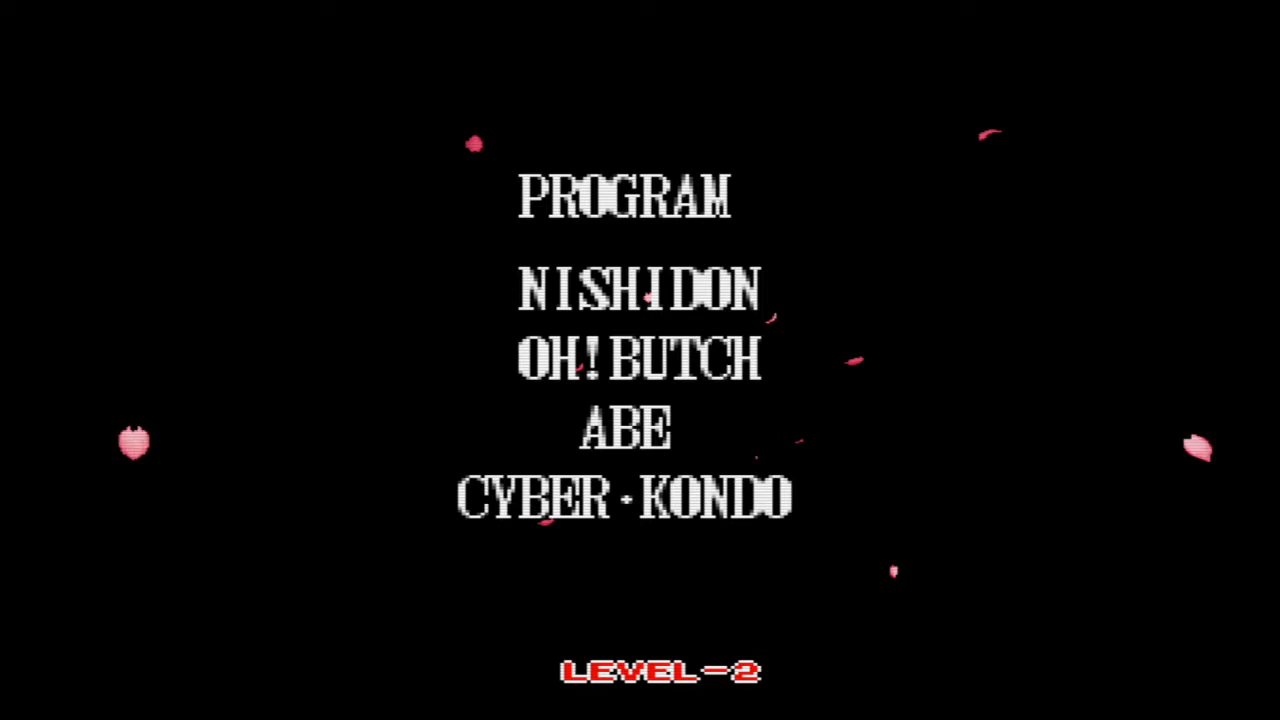 PROGRAM
NISHIDON
OH!BUTCH
ABE
CYBER·KONDO
LEVEL-2